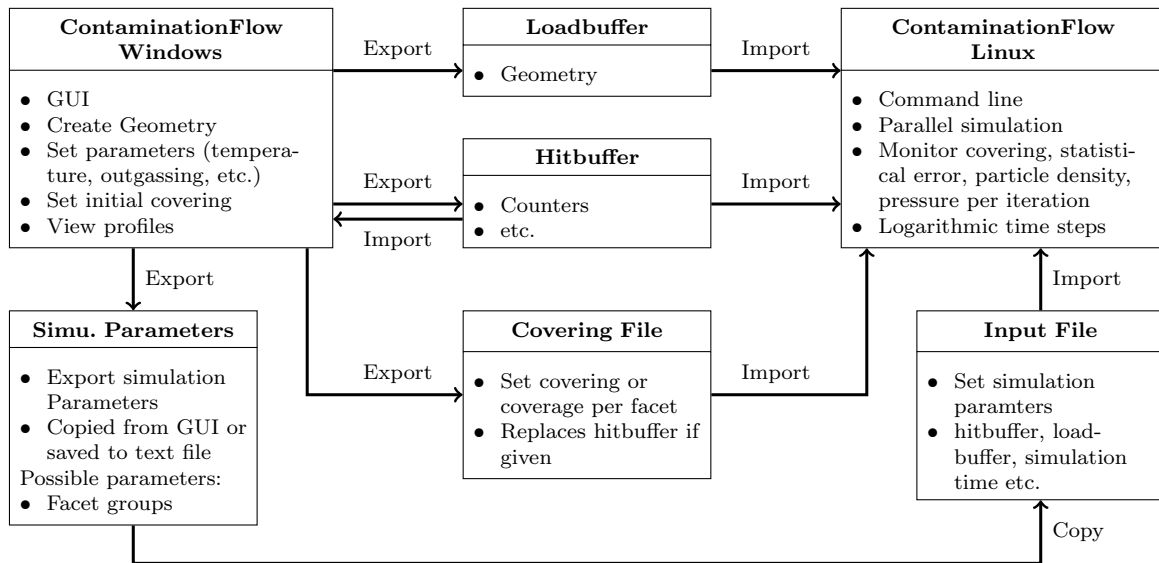 ContaminationFlow
Windows
• GUI
• Create Geometry
• Set parameters (tempera-
ture, outgassing, etc.)
• Set initial covering
• View profiles
Export
Loadbuffer
• Geometry
Import
ContaminationFlow
Linux
• Command line
• Parallel simulation
• Monitor covering, statisti-
cal error, particle density,
pressure per iteration
• Logarithmic time steps
Export
Import
Hitbuffer
• Counters
• etc.
Import
Export
Simu. Parameters
• Export simulation
Parameters
• Copied from GUI or
saved to text file
Possible parameters:
• Facet groups
Export
Covering File
• Set covering or
coverage per facet
• Replaces hitbuffer if
given
Import
Import
Input File
• Set simulation
paramters
• hitbuffer, load-
buffer, simulation
time etc.
Copy